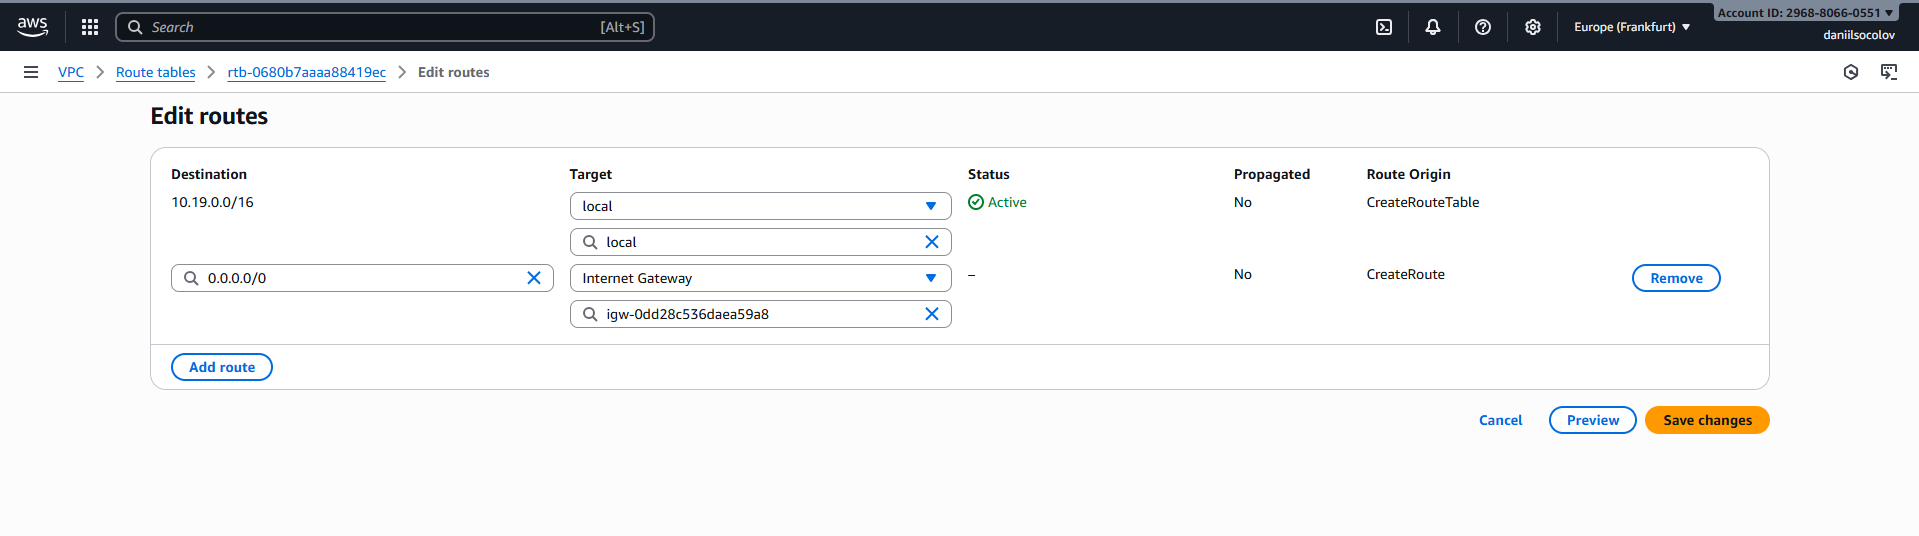 aws
Search [Alt+S]
Europe (Frankfurt)
Account ID: 2968-8066-0551
daniilsocolov
VPC > Route tables > rtb-0680b7aaaa88419ec > Edit routes
Edit routes
Destination Target Status Propagated Route Origin
10.19.0.0/16 local Active No CreateRouteTable
local
0.0.0.0/0 Internet Gateway – No CreateRoute Remove
igw-0dd28c536daea59a8
Add route
Cancel Preview Save changes